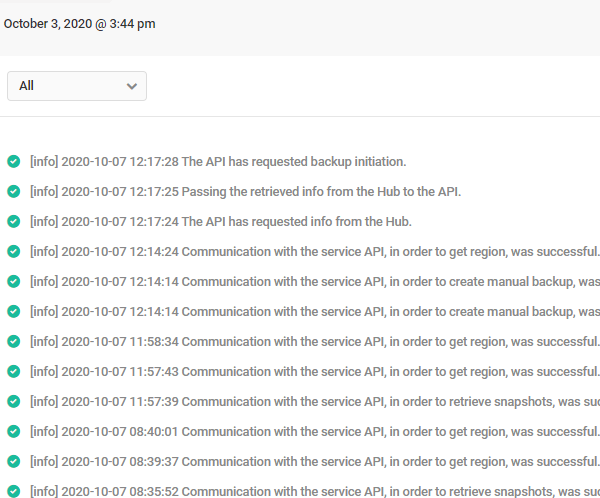 October 3, 2020 @ 3:44 pm
All
[info] 2020-10-07 12:17:28 The API has requested backup initiation.
[info] 2020-10-07 12:17:25 Passing the retrieved info from the Hub to the API.
[info] 2020-10-07 12:17:24 The API has requested info from the Hub.
[info] 2020-10-07 12:14:24 Communication with the service API, in order to get region, was successful.
[info] 2020-10-07 12:14:14 Communication with the service API, in order to create manual backup, was
[info] 2020-10-07 12:14:14 Communication with the service API, in order to create manual backup, was
[info] 2020-10-07 11:58:34 Communication with the service API, in order to get region, was successful.
[info] 2020-10-07 11:57:43 Communication with the service API, in order to get region, was successful.
[info] 2020-10-07 11:57:39 Communication with the service API, in order to retrieve snapshots, was suc
[info] 2020-10-07 08:40:01 Communication with the service API, in order to get region, was successful.
[info] 2020-10-07 08:39:37 Communication with the service API, in order to get region, was successful.
[info] 2020-10-07 08:35:52 Communication with the service API, in order to retrieve snapshots, was suc